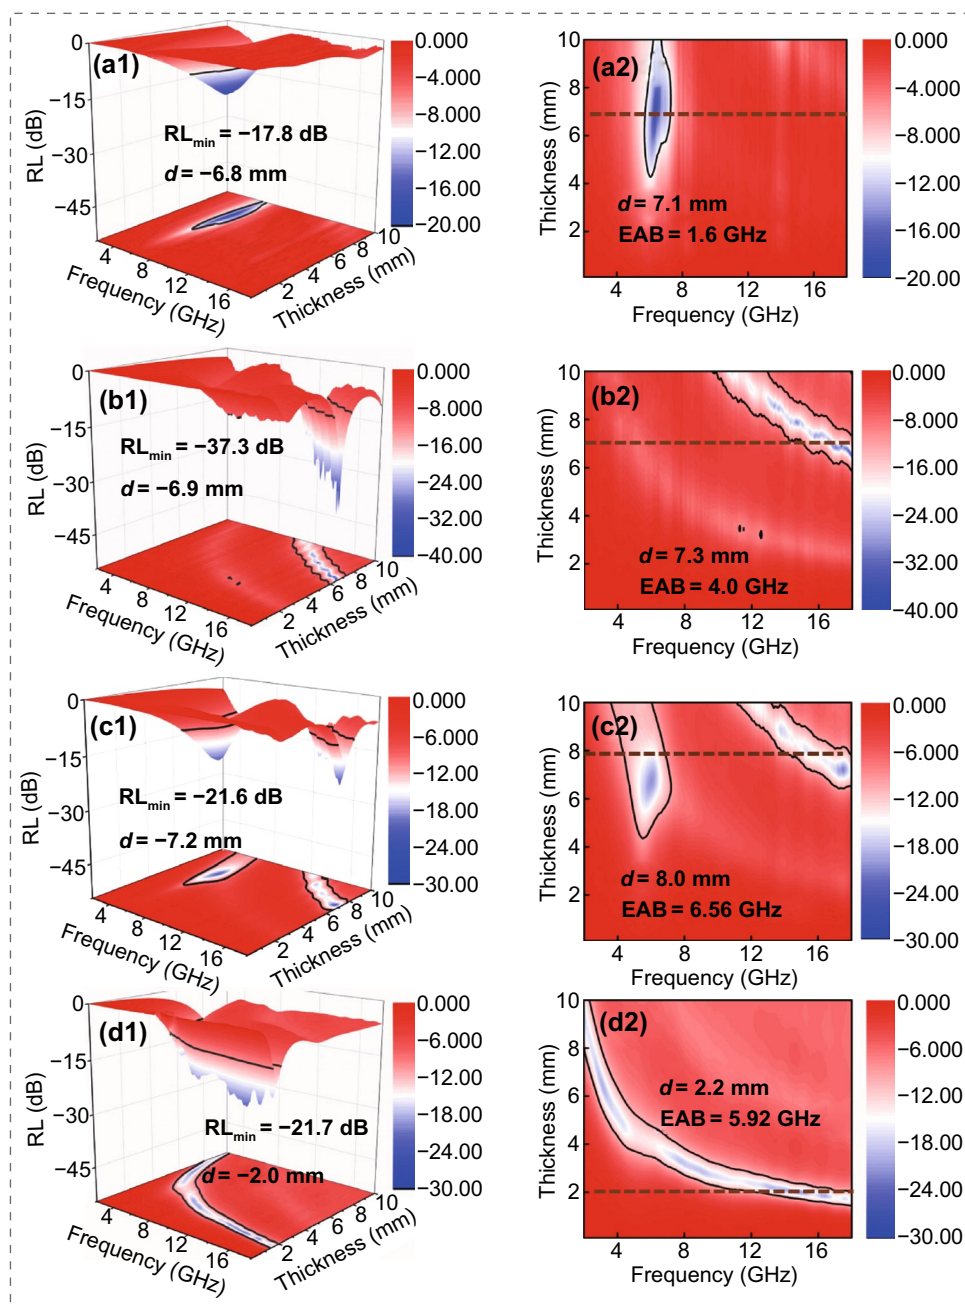 (a1)
RL (dB)
0
−15
−30
−45
RLmin = −17.8 dB
d = −6.8 mm
4
8
12
16
Frequency (GHz)
2
4
6
8
10
Thickness (mm)
0.000
−4.000
−8.000
−12.00
−16.00
−20.00
(a2)
Thickness (mm)
10
8
6
4
2
d = 7.1 mm
EAB = 1.6 GHz
4 8 12 16
Frequency (GHz)
0.000
−4.000
−8.000
−12.00
−16.00
−20.00
(b1)
RL (dB)
0
−15
−30
−45
RLmin = −37.3 dB
d = −6.9 mm
4
8
12
16
Frequency (GHz)
2
4
6
8
10
Thickness (mm)
0.000
−8.000
−16.00
−24.00
−32.00
−40.00
(b2)
Thickness (mm)
10
8
6
4
2
d = 7.3 mm
EAB = 4.0 GHz
4 8 12 16
Frequency (GHz)
0.000
−8.000
−16.00
−24.00
−32.00
−40.00
(c1)
RL (dB)
0
−15
−30
−45
RLmin = −21.6 dB
d = −7.2 mm
4
8
12
16
Frequency (GHz)
2
4
6
8
10
Thickness (mm)
0.000
−6.000
−12.00
−18.00
−24.00
−30.00
(c2)
Thickness (mm)
10
8
6
4
2
d = 8.0 mm
EAB = 6.56 GHz
4 8 12 16
Frequency (GHz)
0.000
−6.000
−12.00
−18.00
−24.00
−30.00
(d1)
RL (dB)
0
−15
−30
−45
RLmin = −21.7 dB
d = −2.0 mm
4
8
12
16
Frequency (GHz)
2
4
6
8
10
Thickness (mm)
0.000
−6.000
−12.00
−18.00
−24.00
−30.00
(d2)
Thickness (mm)
10
8
6
4
2
d = 2.2 mm
EAB = 5.92 GHz
4 8 12 16
Frequency (GHz)
0.000
−6.000
−12.00
−18.00
−24.00
−30.00